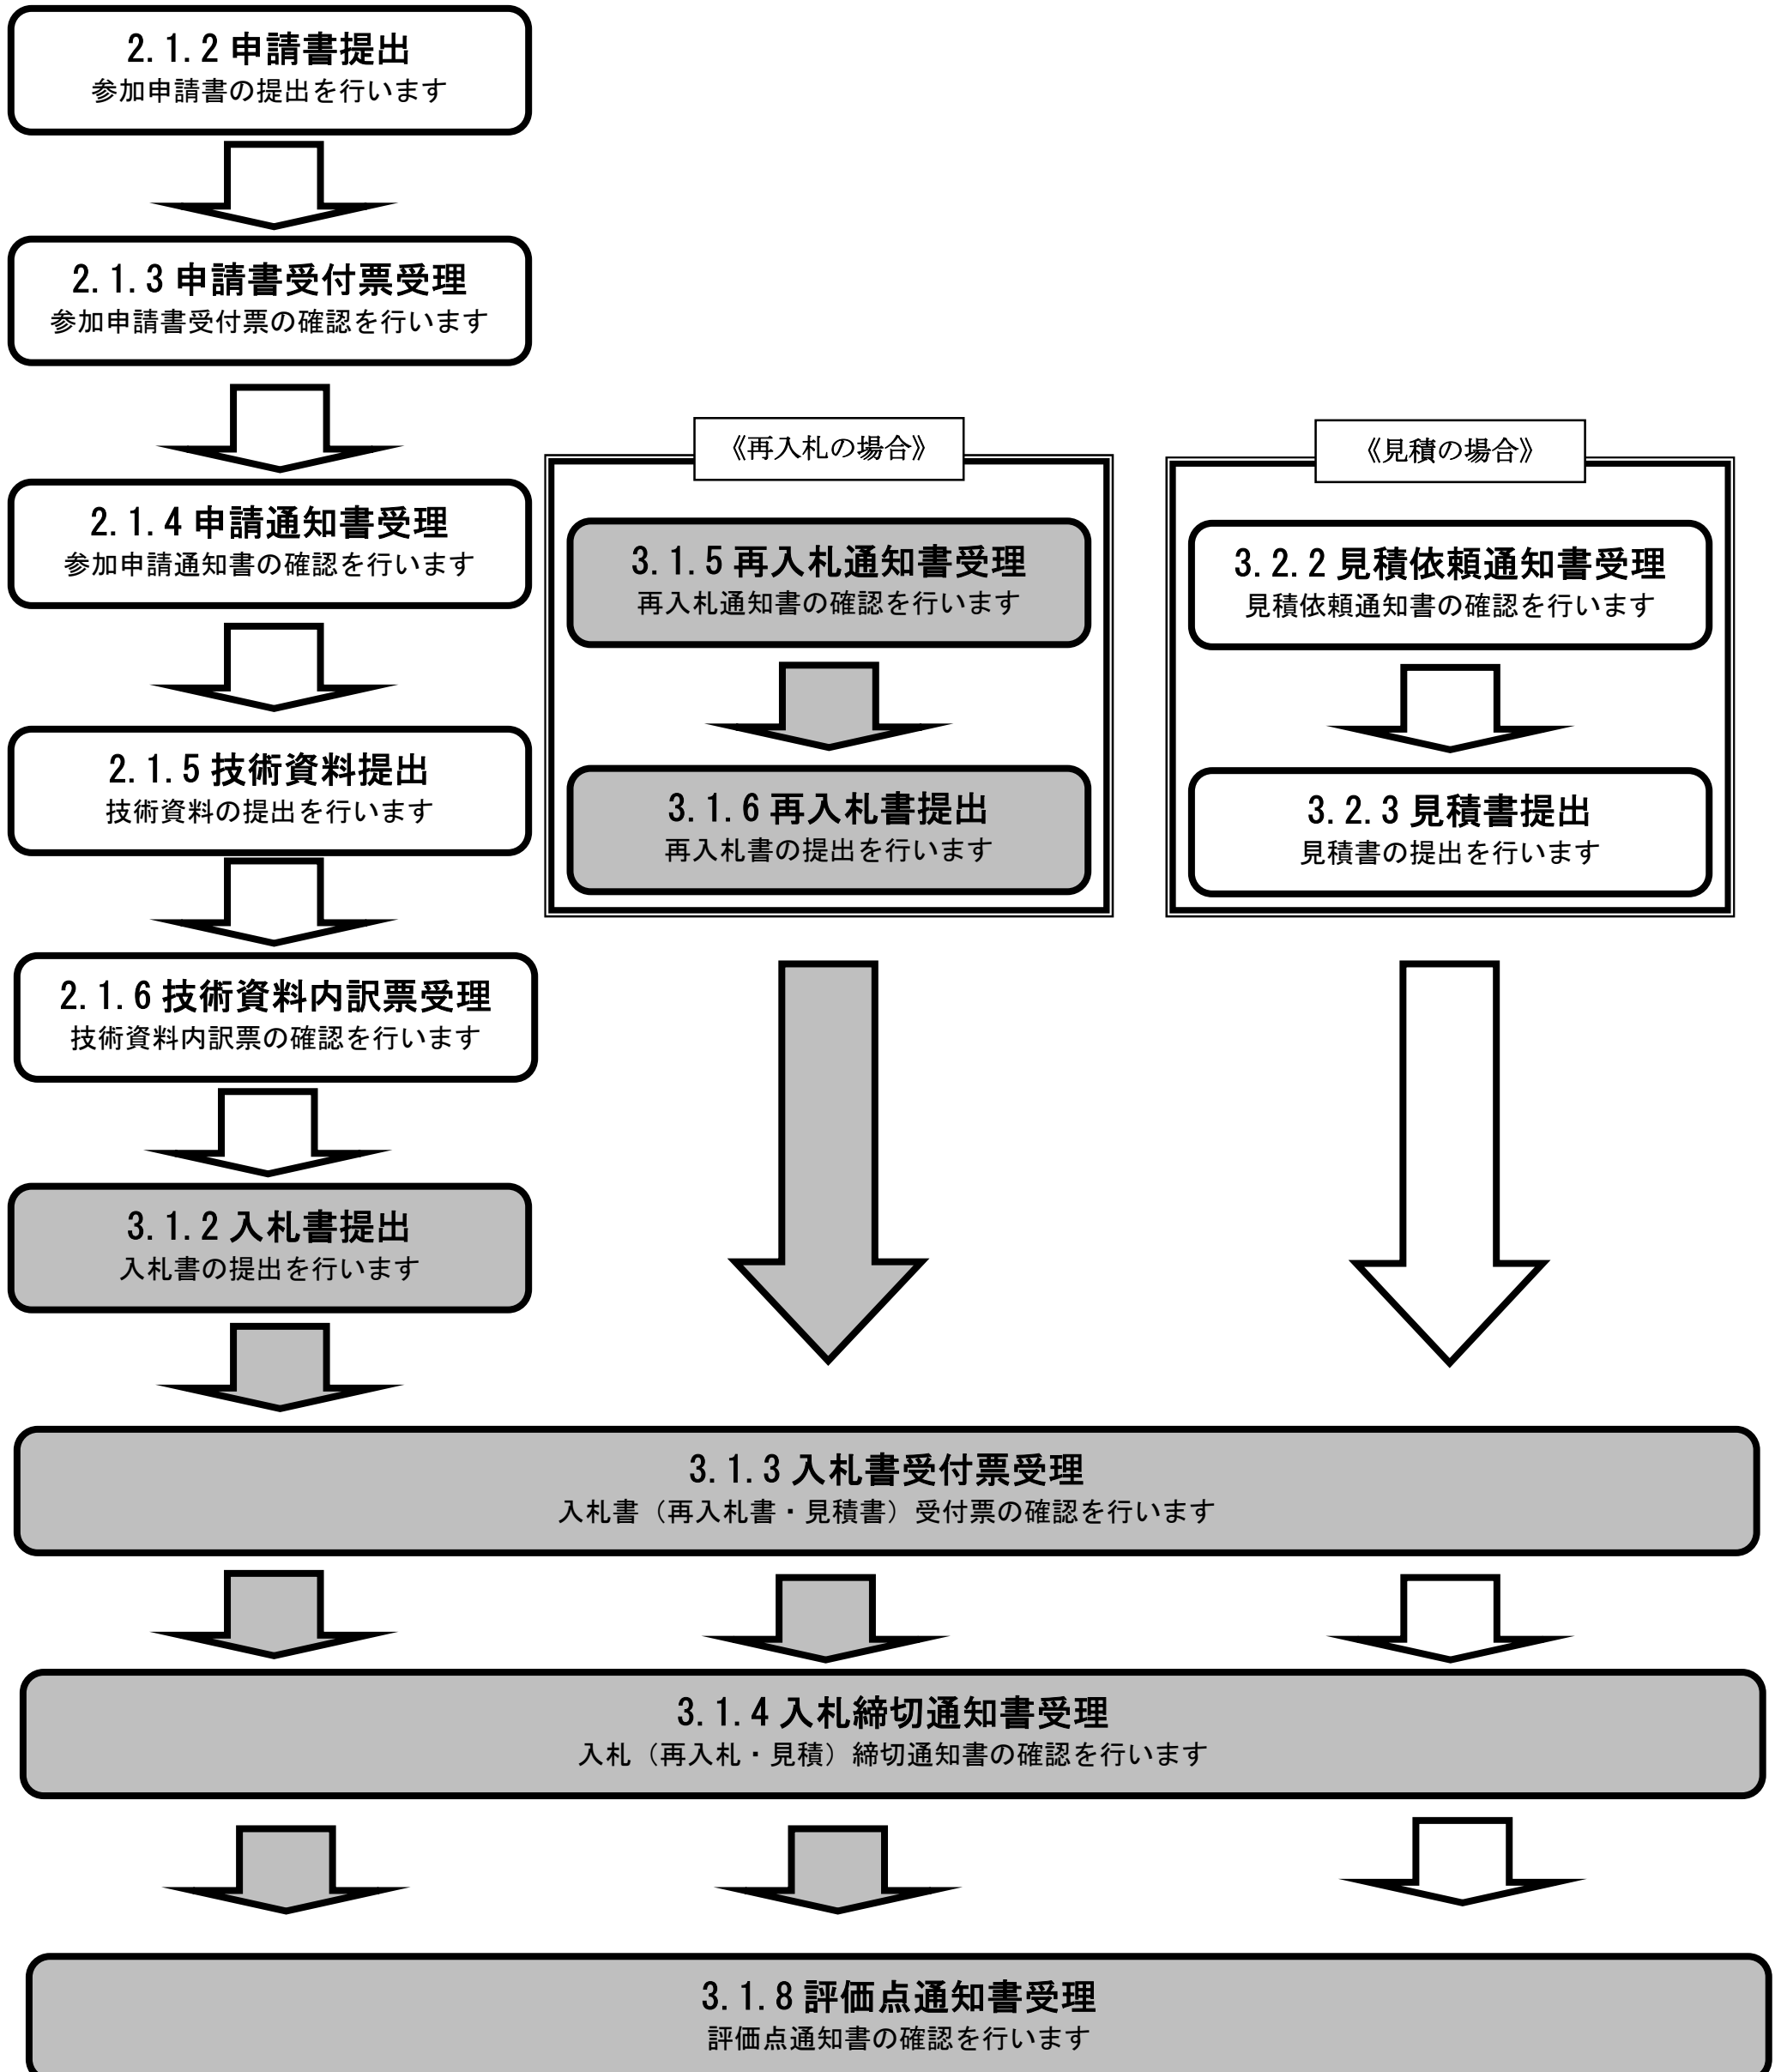 2.1.2 申請書提出
参加申請書の提出を行います
2.1.3 申請書受付票受理
参加申請書受付票の確認を行います
2.1.4 申請通知書受理
参加申請通知書の確認を行います
2.1.5 技術資料提出
技術資料の提出を行います
2.1.6 技術資料内訳票受理
技術資料内訳票の確認を行います
3.1.2 入札書提出
入札書の提出を行います
《再入札の場合》
3.1.5 再入札通知書受理
再入札通知書の確認を行います
3.1.6 再入札書提出
再入札書の提出を行います
《見積の場合》
3.2.2 見積依頼通知書受理
見積依頼通知書の確認を行います
3.2.3 見積書提出
見積書の提出を行います
3.1.3 入札書受付票受理
入札書（再入札書・見積書）受付票の確認を行います
3.1.4 入札締切通知書受理
入札（再入札・見積）締切通知書の確認を行います
3.1.8 評価点通知書受理
評価点通知書の確認を行います